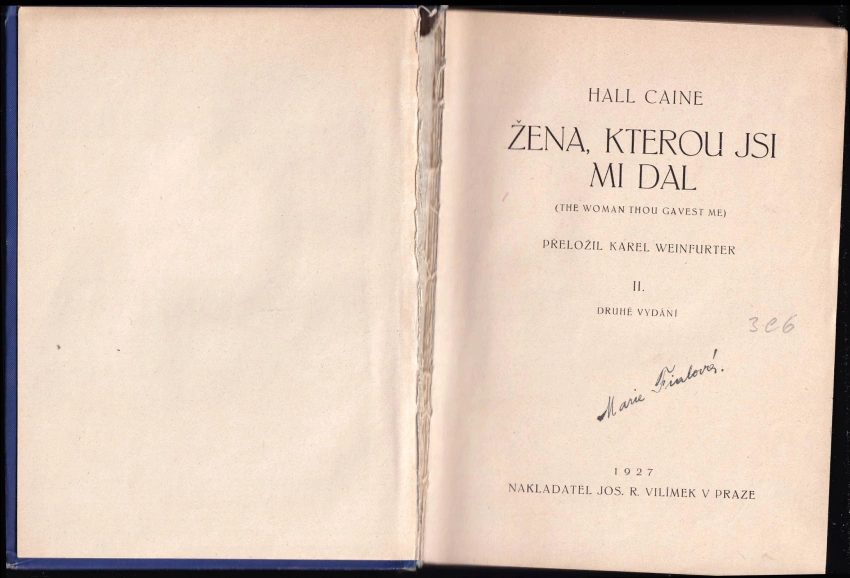 HALL CAINE
ŽENA, KTEROU JSI
MI DAL
(THE WOMAN THOU GAVEST ME)
PŘELOŽIL KAREL WEINFURTER
II.
DRUHÉ VYDÁNÍ
3C6
Marie
1927
NAKLADATEL JOS. R. VILÍMEK V PRAZE